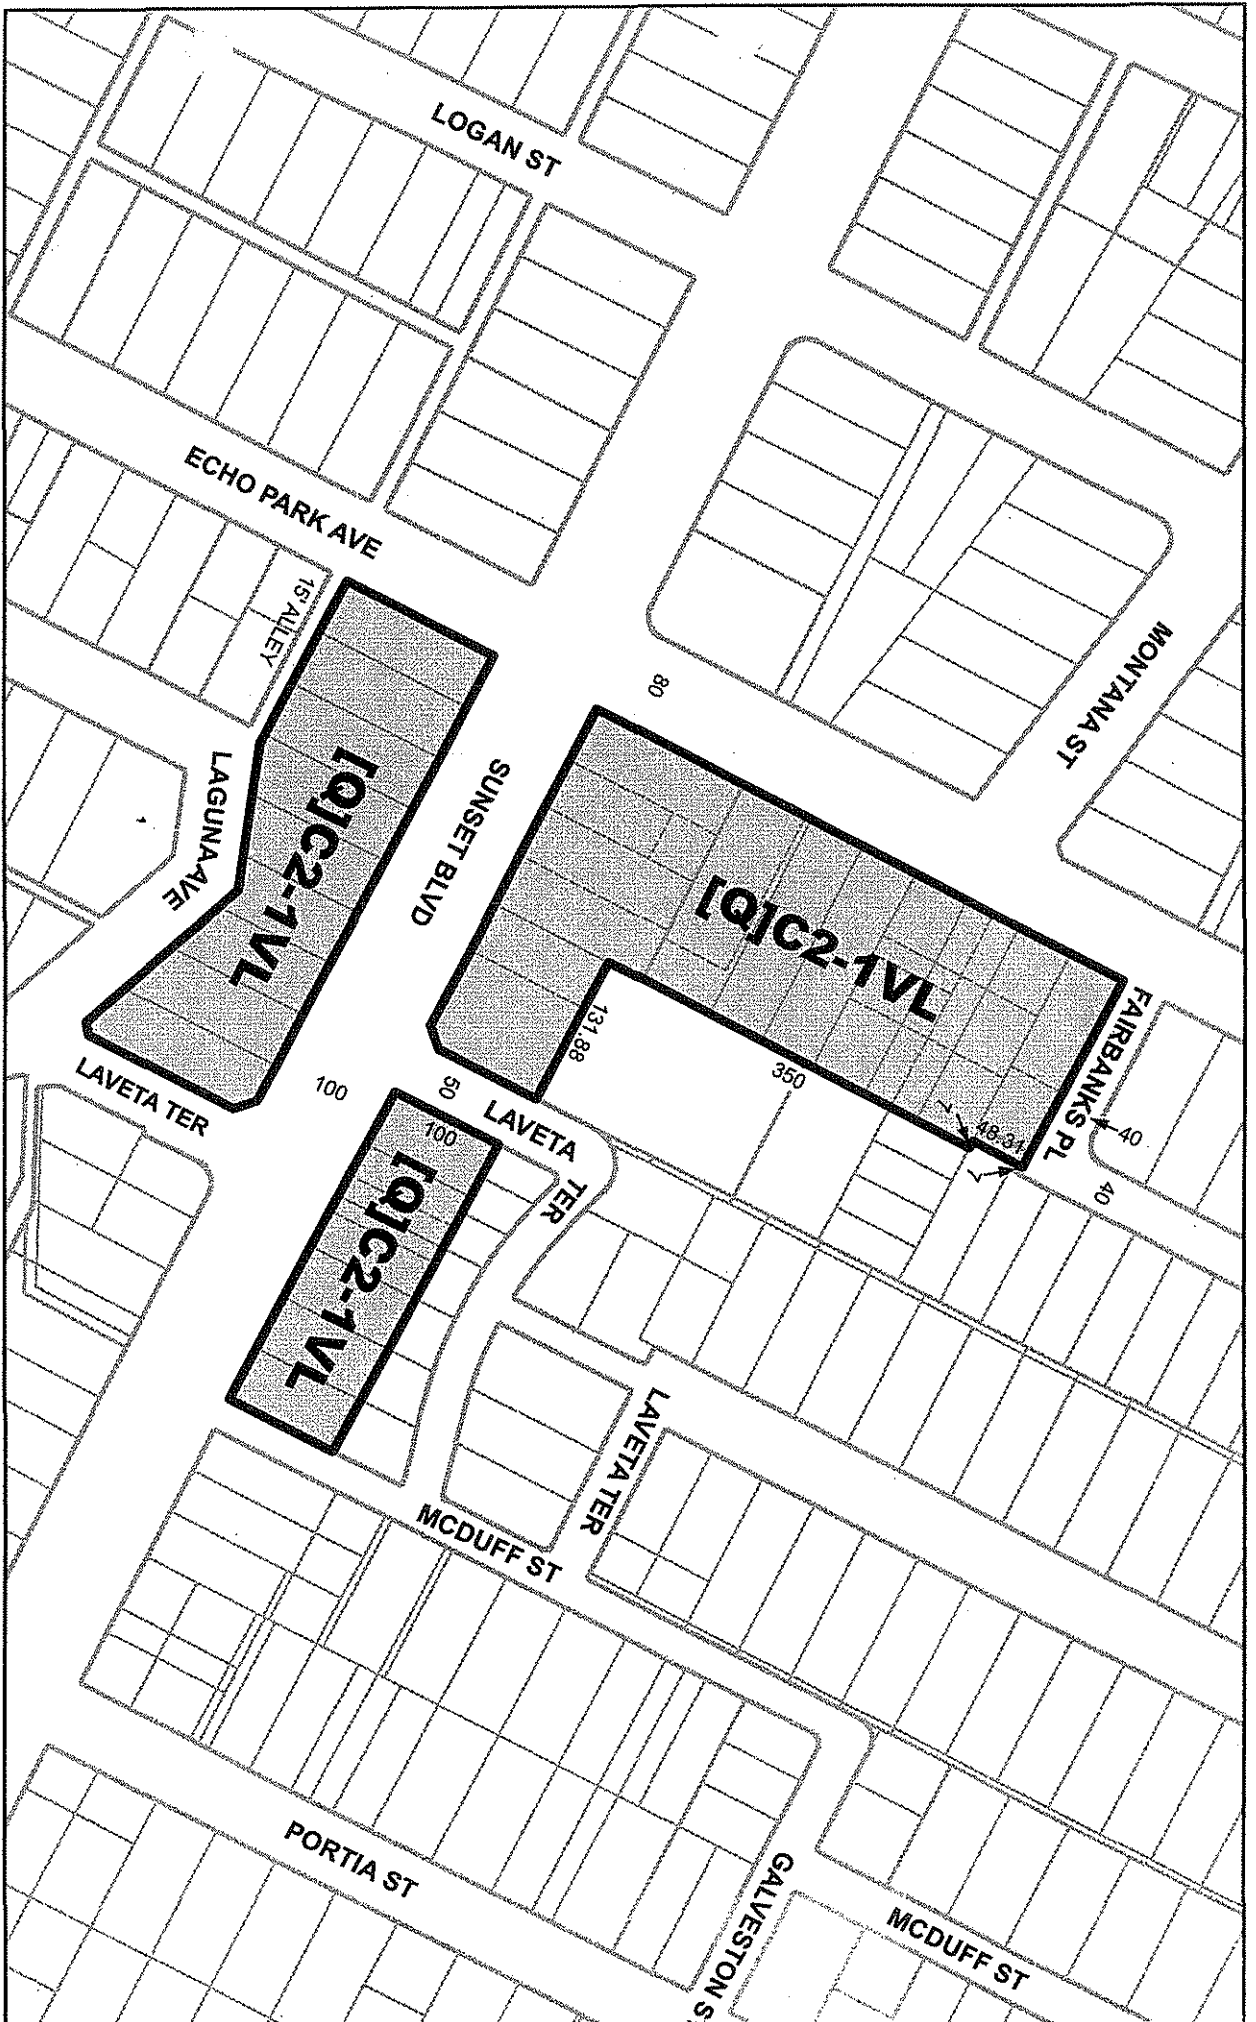 LOGAN ST
ECHO PARK AVE
15' ALLEY
MONTANA ST
80
LAGUNA AVE
[Q]C2-1VL
SUNSET BLVD
[Q]C2-1VL
FAIRBANKS PL
131.88
350
7
48.31
40
7
40
LAVETA TER
100
50
LAVETA
TER
100
[Q]C2-1VL
LAVETA TER
MCDUFF ST
PORTIA ST
GALVESTON S
MCDUFF ST